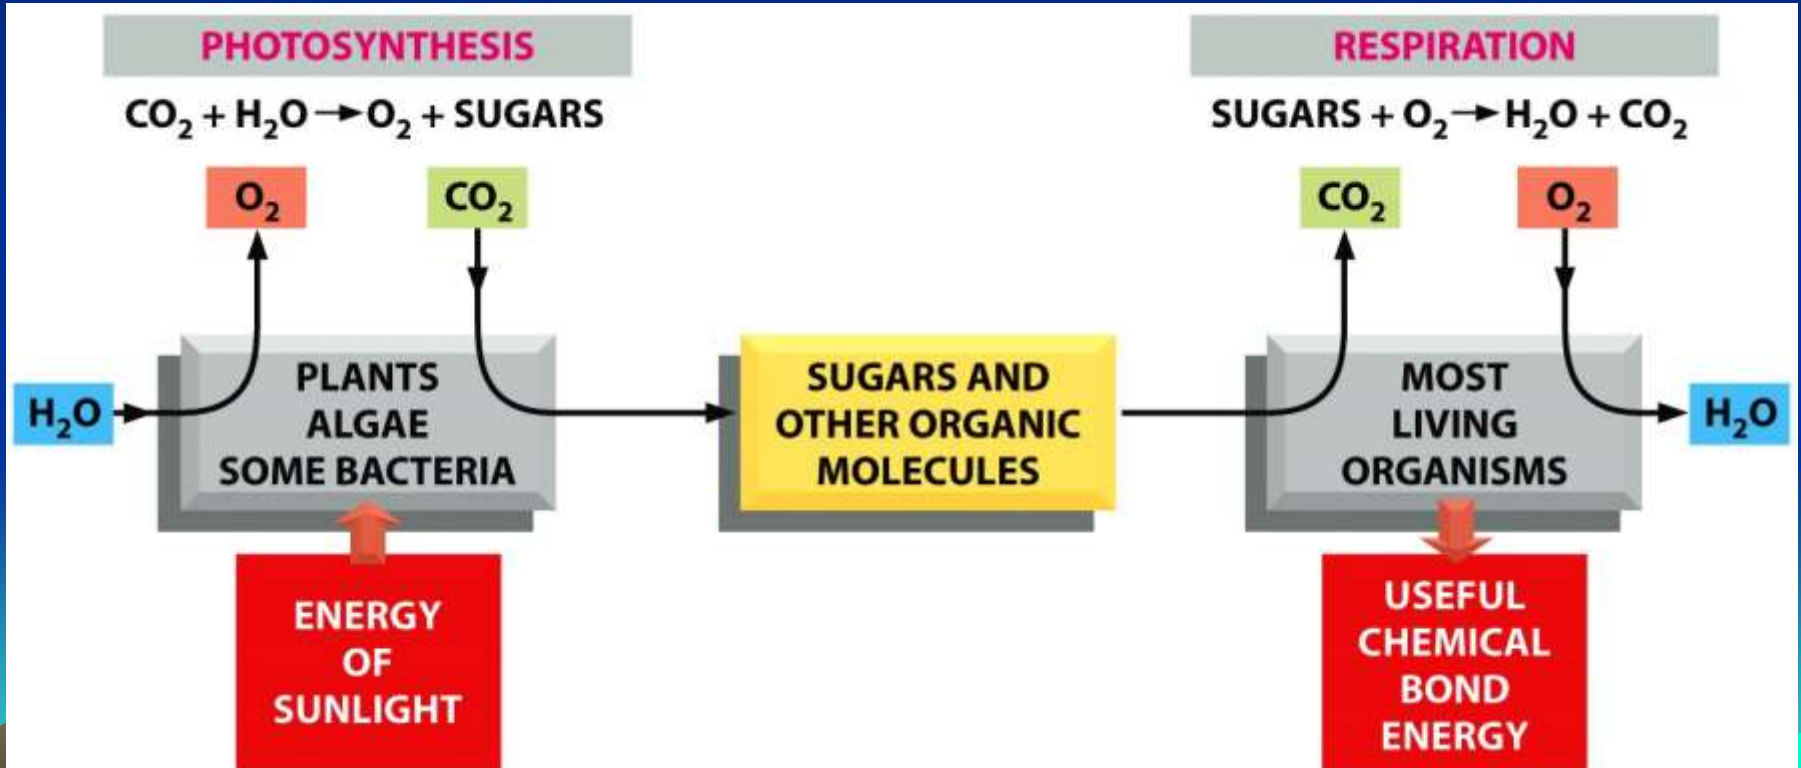 PHOTOSYNTHESIS
CO₂ + H₂O → O₂ + SUGARS
O₂
CO₂
H₂O
PLANTS
ALGAE
SOME BACTERIA
ENERGY
OF
SUNLIGHT
SUGARS AND
OTHER ORGANIC
MOLECULES
RESPIRATION
SUGARS + O₂ → H₂O + CO₂
CO₂
O₂
MOST
LIVING
ORGANISMS
H₂O
USEFUL
CHEMICAL
BOND
ENERGY